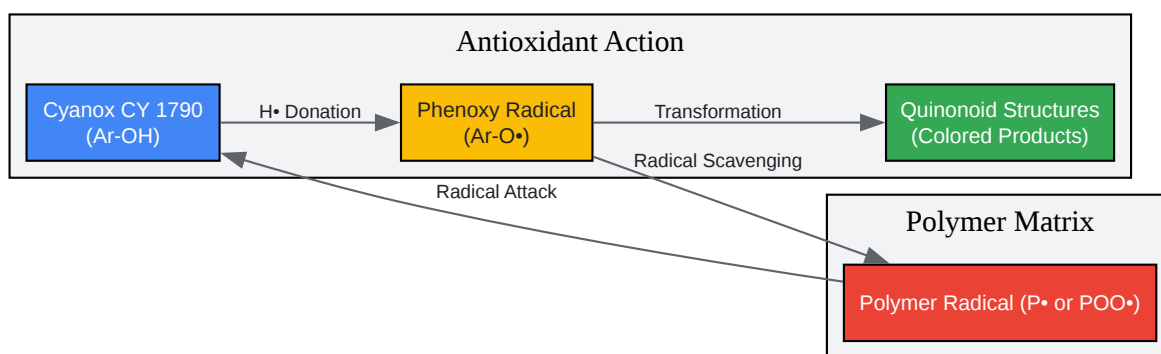 Antioxidant Action
Cyanox CY 1790
(Ar-OH)
H• Donation
Phenoxy Radical
(Ar-O•)
Transformation
Quinonoid Structures
(Colored Products)
Radical Scavenging
Radical Attack
Polymer Matrix
Polymer Radical (P• or POO•)